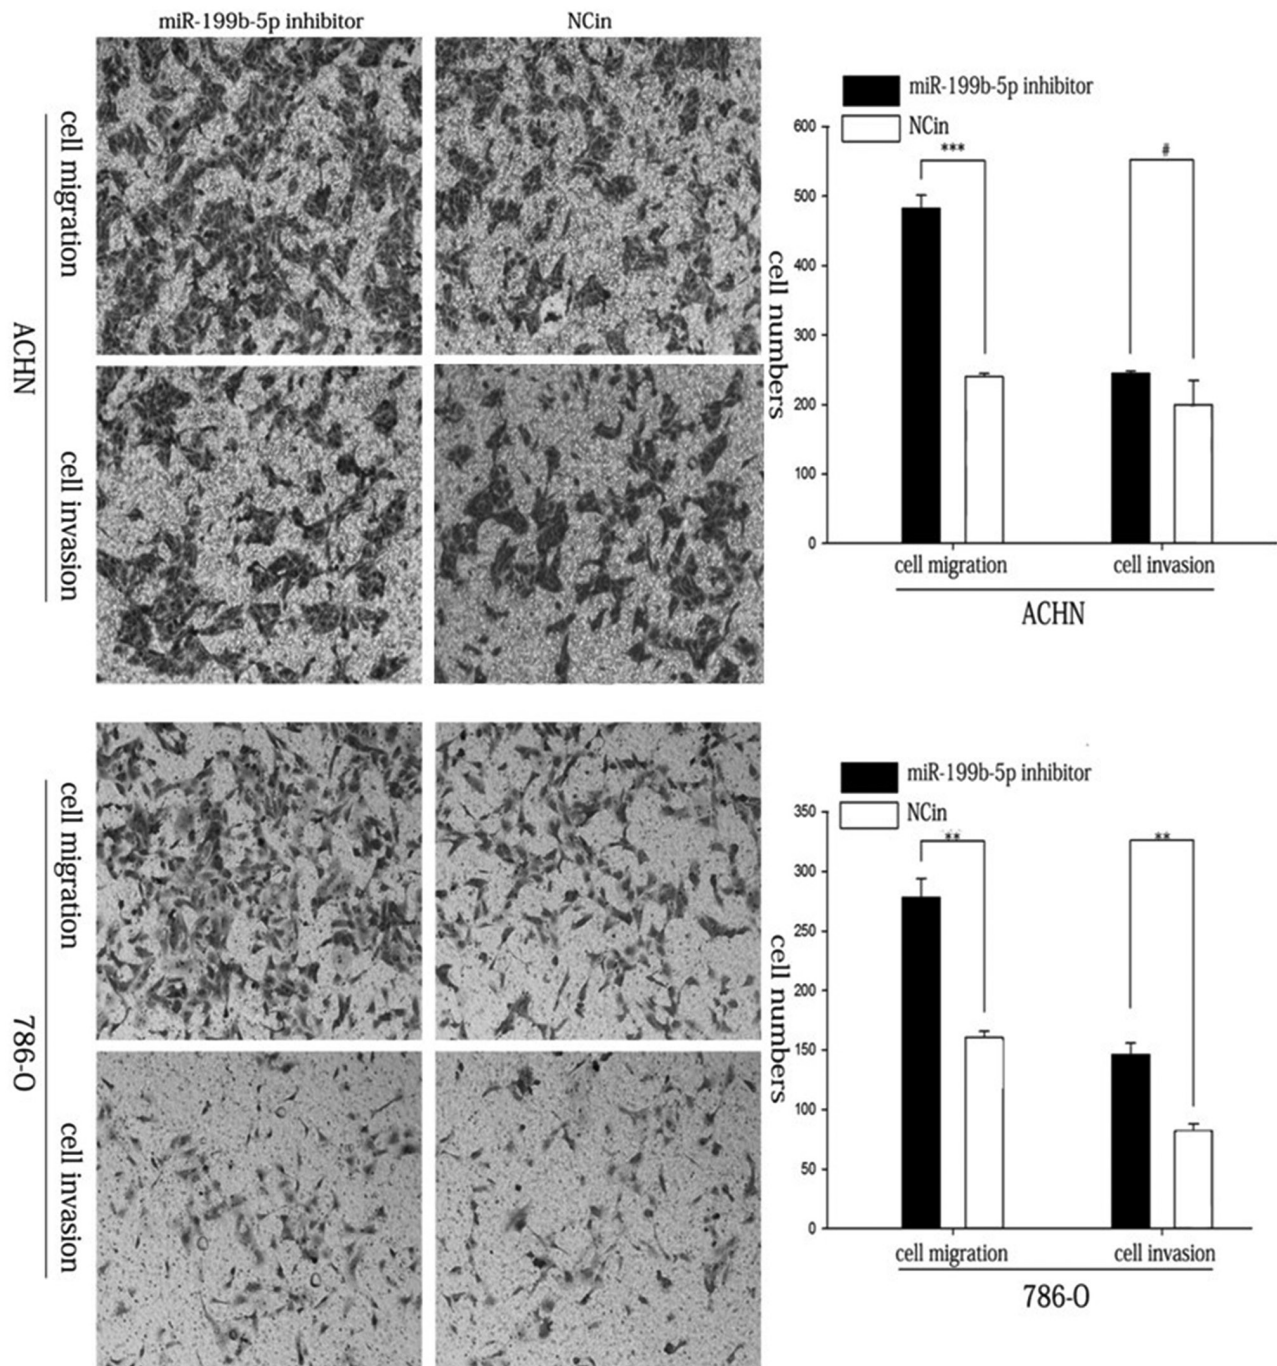 miR-199b-5p inhibitor
NCin
cell migration
cell invasion
ACHN
miR-199b-5p inhibitor
NCin
600
500
400
300
200
100
0
cell numbers
***
#
cell migration
cell invasion
ACHN
cell migration
cell invasion
786-O
miR-199b-5p inhibitor
NCin
350
300
250
200
150
100
50
0
cell numbers
**
**
cell migration
cell invasion
786-O